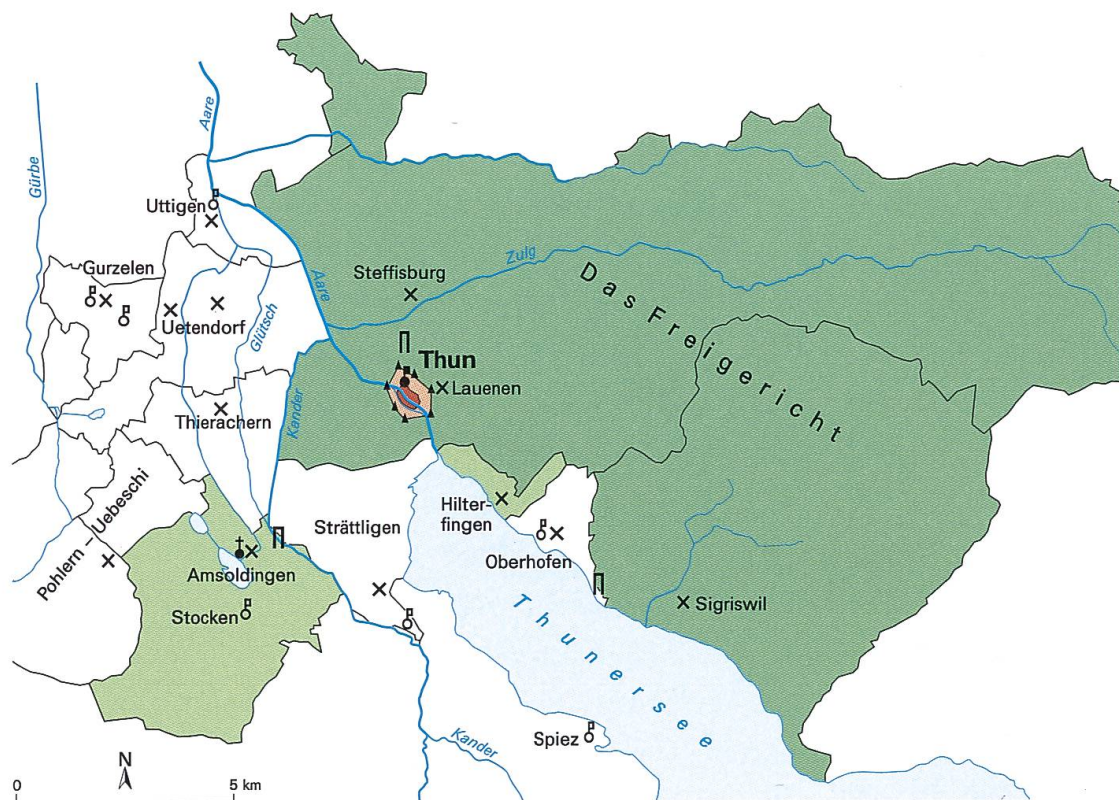 Aare
Gürbe
Uttigen
Gurzelen
Uetendorf
Glütsch
Aare
Steffisburg
Zulg
Das Freigericht
Thun
Lauenen
Kander
Thierachern
Pohlern – Uebeschi
Strättligen
Hilter-
fingen
Oberhofen
Amsoldingen
Stocken
Sigriswil
Thunersee
Spiez
Kander
N
0
5 km